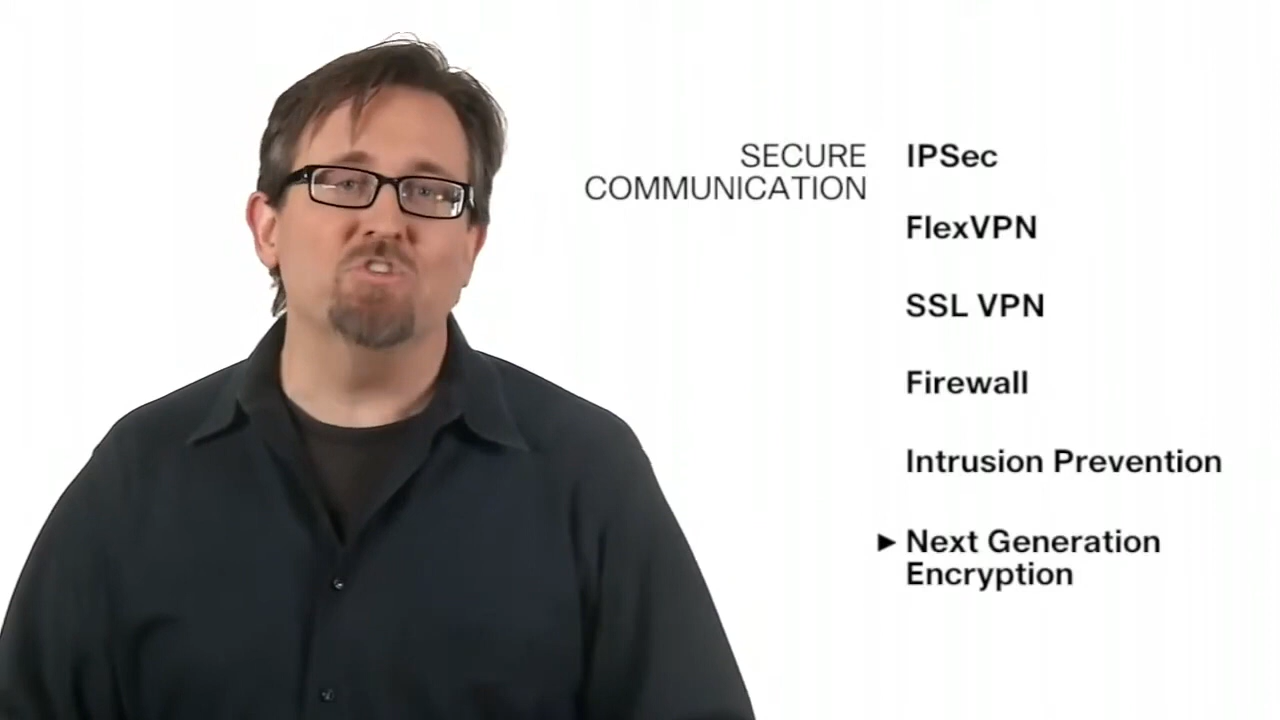 SECURE
COMMUNICATION
IPSec
FlexVPN
SSL VPN
Firewall
Intrusion Prevention
► Next Generation
Encryption